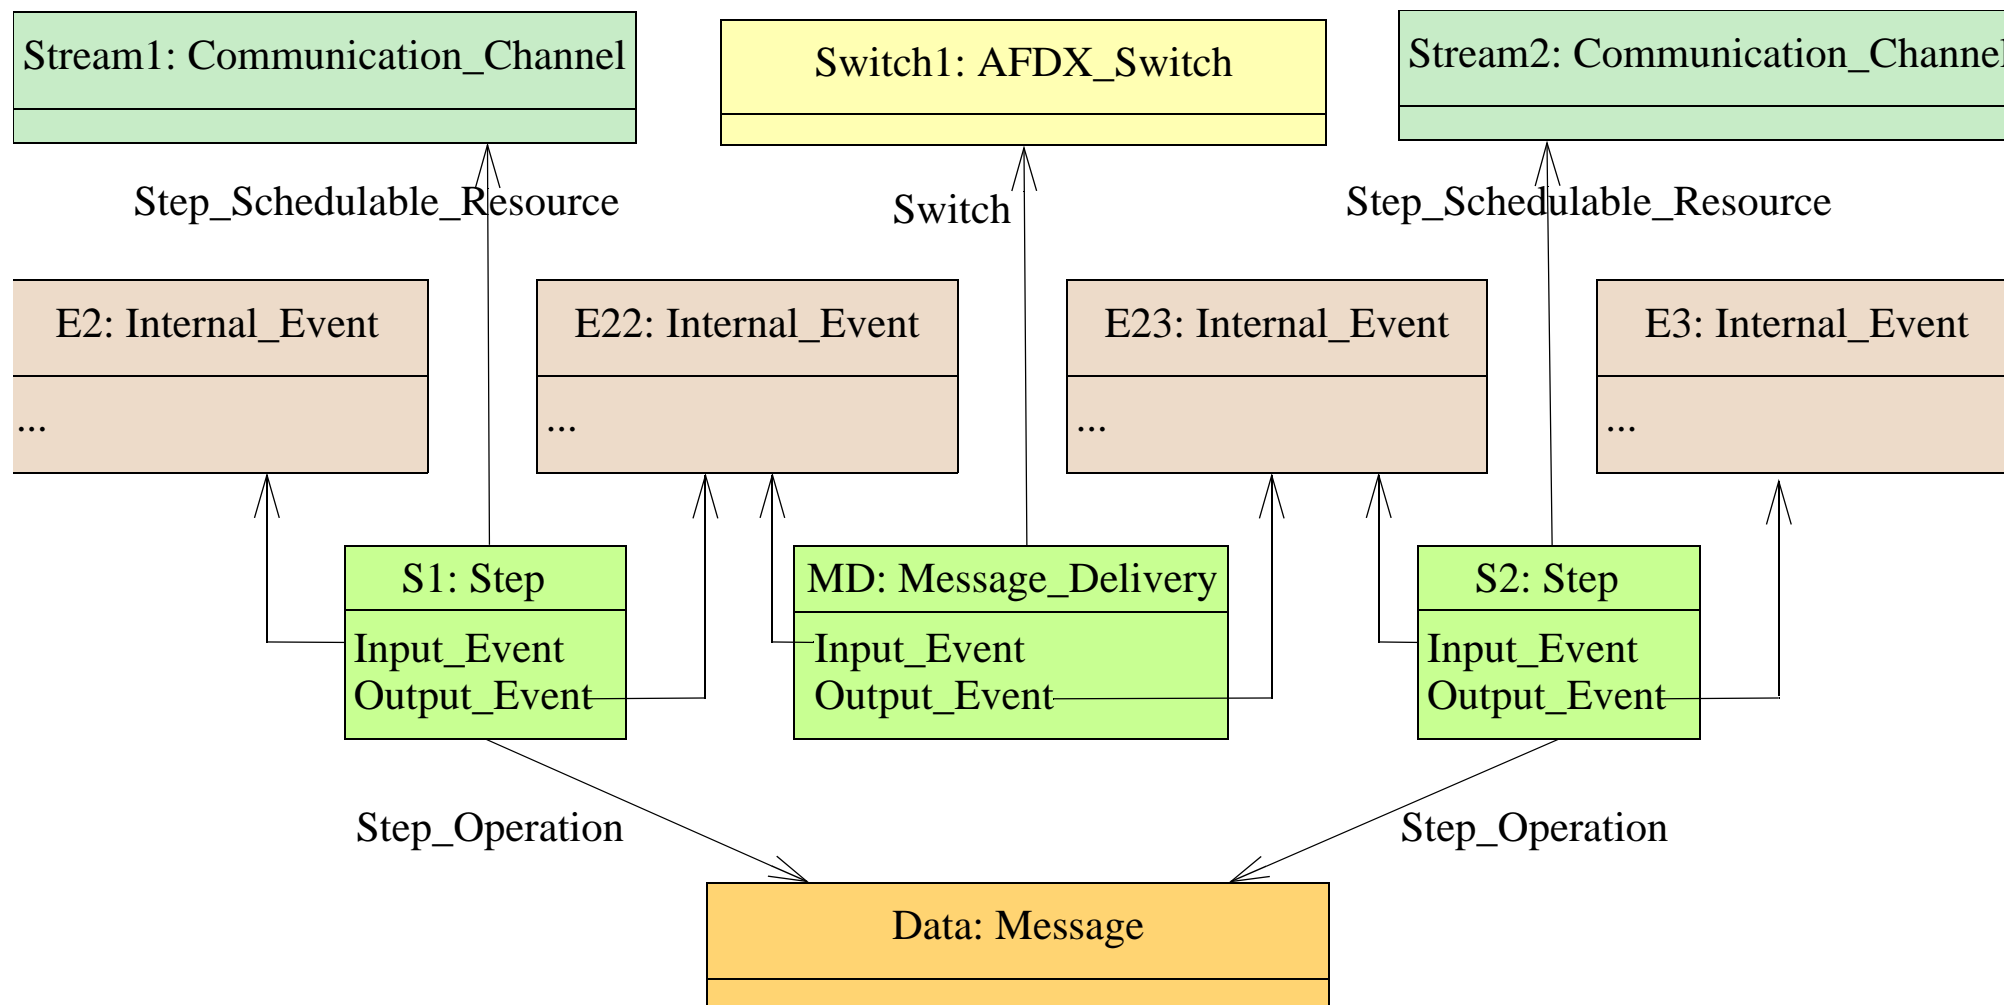 Stream1: Communication_Channel
Switch1: AFDX_Switch
Stream2: Communication_Channel
Step_Schedulable_Resource
Switch
Step_Schedulable_Resource
E2: Internal_Event
E22: Internal_Event
E23: Internal_Event
E3: Internal_Event
...
...
...
...
S1: Step
MD: Message_Delivery
S2: Step
Input_Event
Output_Event
Input_Event
Output_Event
Input_Event
Output_Event
Step_Operation
Step_Operation
Data: Message